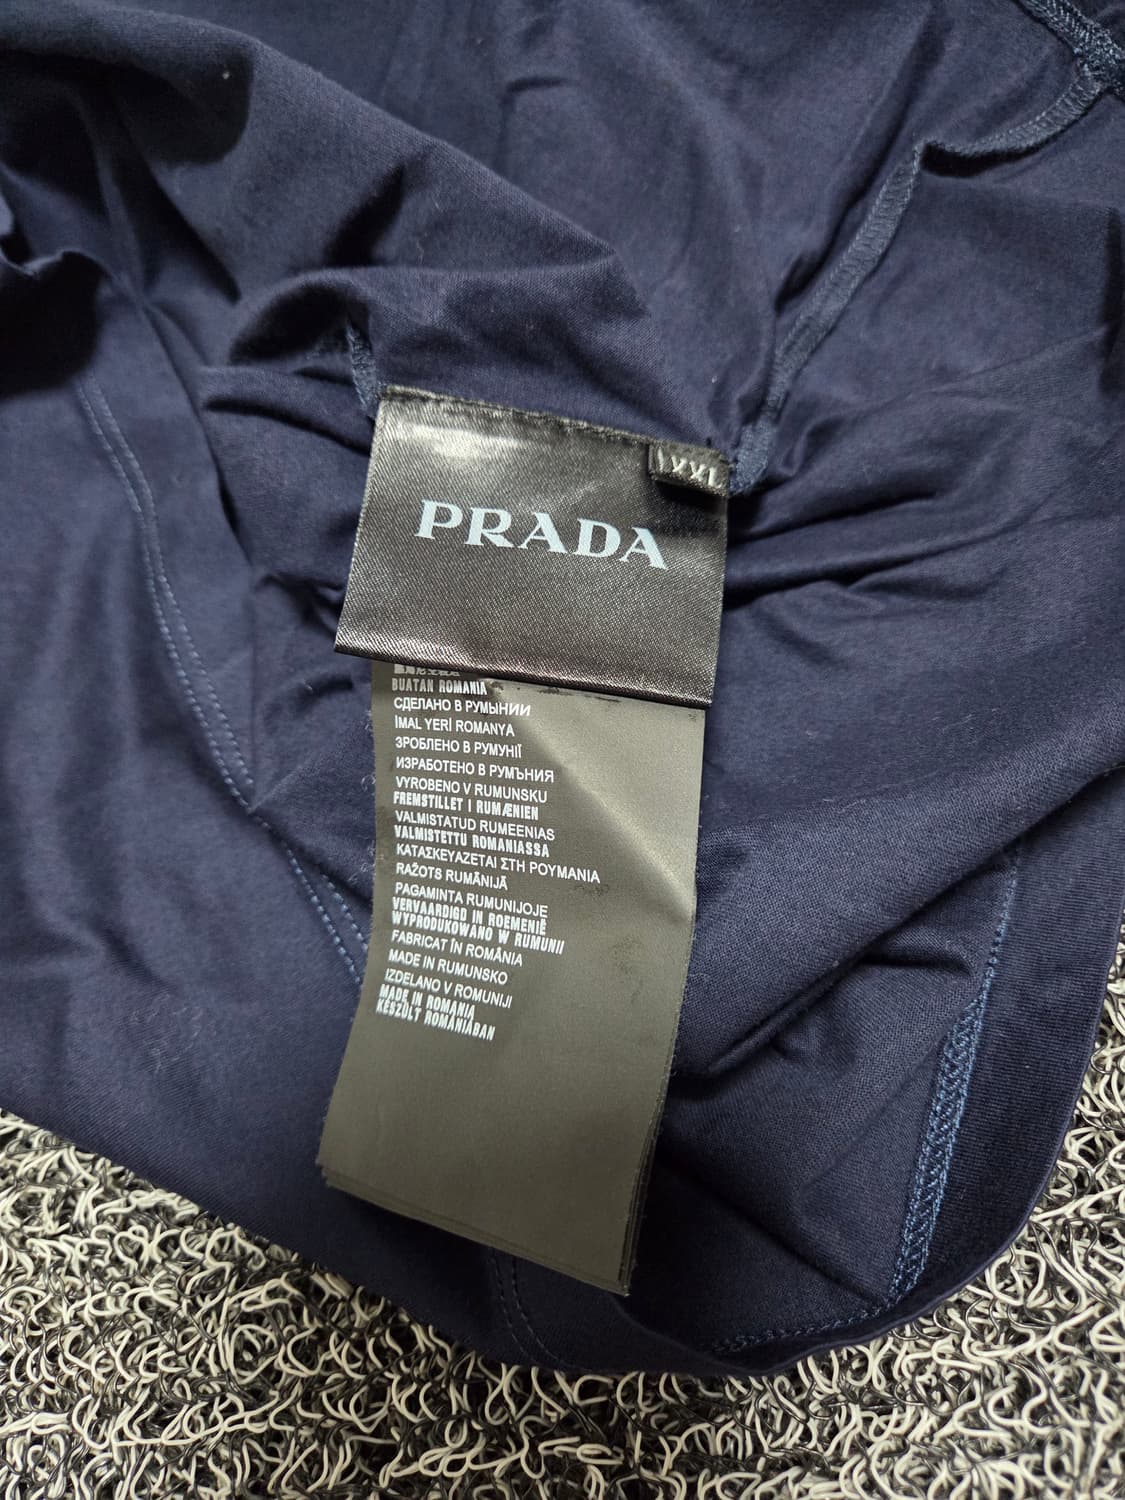 XXL
PRADA
BUATAN ROMANIA
СДЕЛАНО В РУМЫНИИ
İMAL YERİ ROMANYA
ЗРОБЛЕНО В РУМУНІЇ
ИЗРАБОТЕНО В РУМЪНИЯ
VYROBENO V RUMUNSKU
FREMSTILLET I RUMÆNIEN
VALMISTATUD RUMEENIAS
VALMISTETTU ROMANIASSA
ΚΑΤΑΣΚΕΥΑΖΕΤΑΙ ΣΤΗ ΡΟΥΜΑΝΙΑ
RAŽOTS RUMĀNIJĀ
PAGAMINTA RUMUNIJOJE
VERVAARDIGD IN ROEMENIË
WYPRODUKOWANO W RUMUNII
FABRICAT ÎN ROMÂNIA
MADE IN RUMUNSKO
IZDELANO V ROMUNIJI
MADE IN ROMANIA
KÉSZÜLT ROMÁNIÁBAN